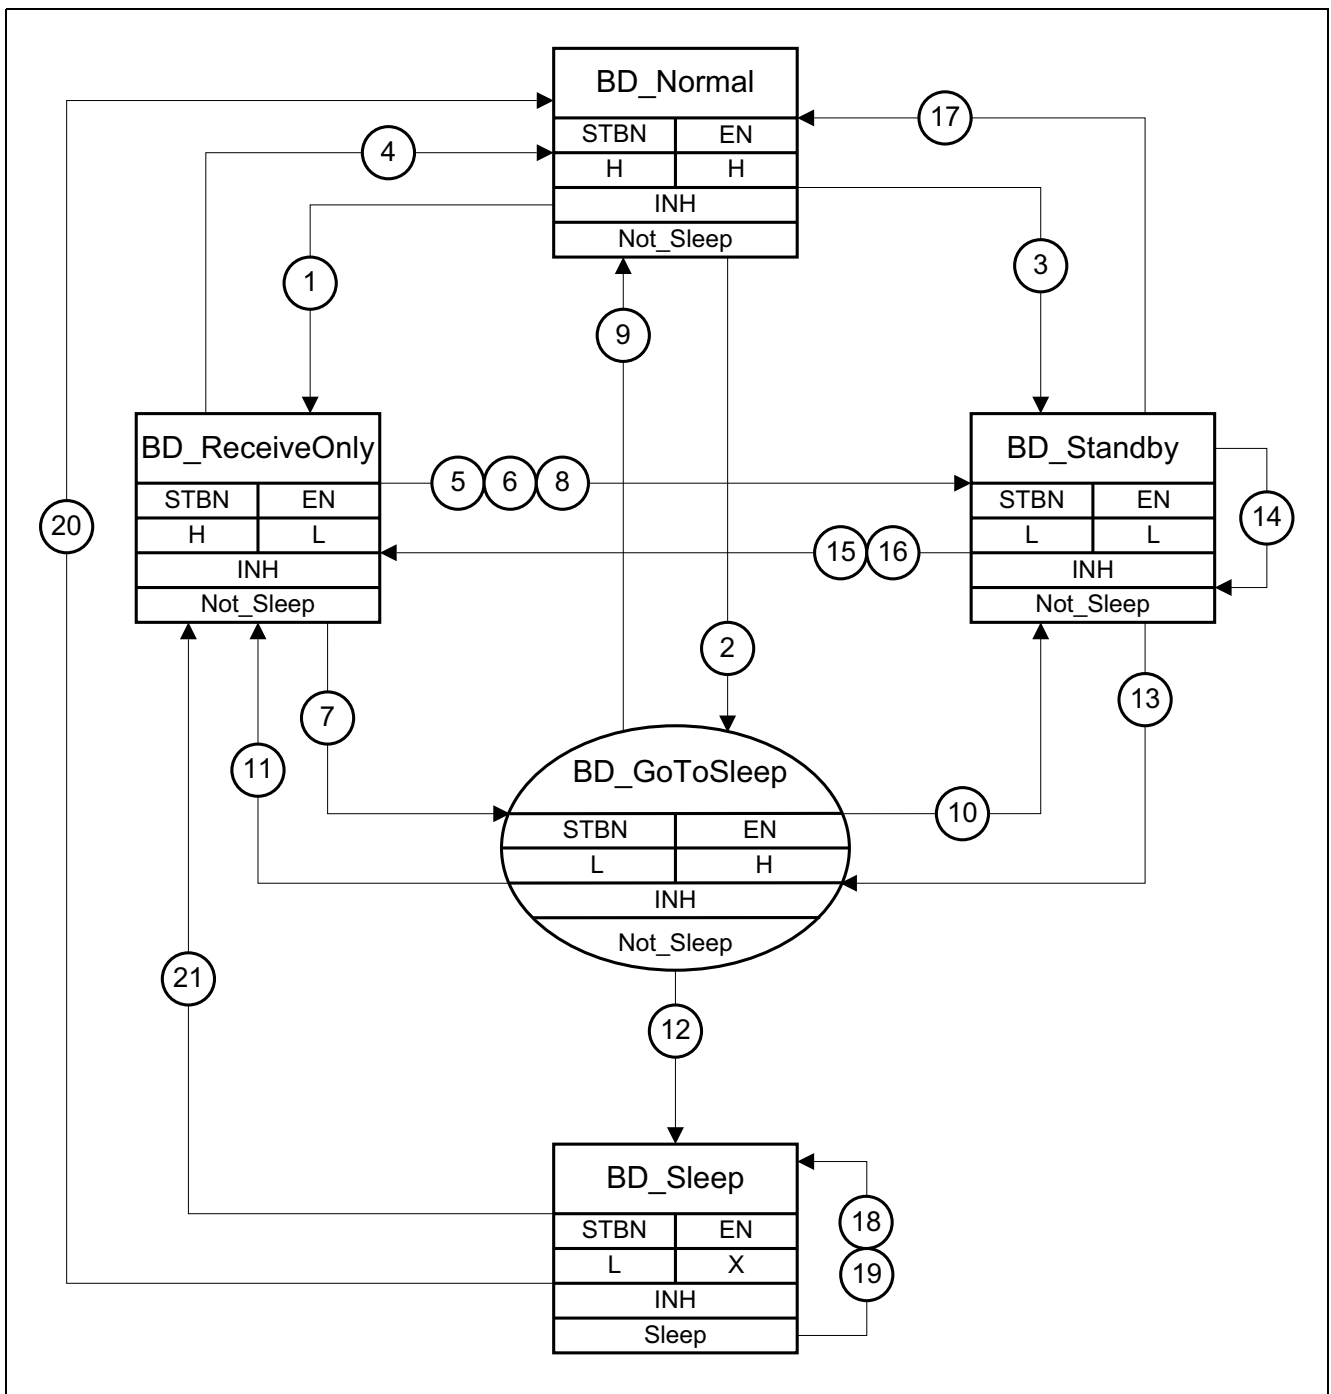 BD_Normal
STBN EN
H H
INH
Not_Sleep
17
4
3
1
9
BD_ReceiveOnly
STBN EN
H L
INH
Not_Sleep
5 6 8
BD_Standby
STBN EN
L L
INH
Not_Sleep
14
20
15 16
2
13
7
11
BD_GoToSleep
STBN EN
L H
INH
Not_Sleep
10
21
12
BD_Sleep
STBN EN
L X
INH
Sleep
18
19